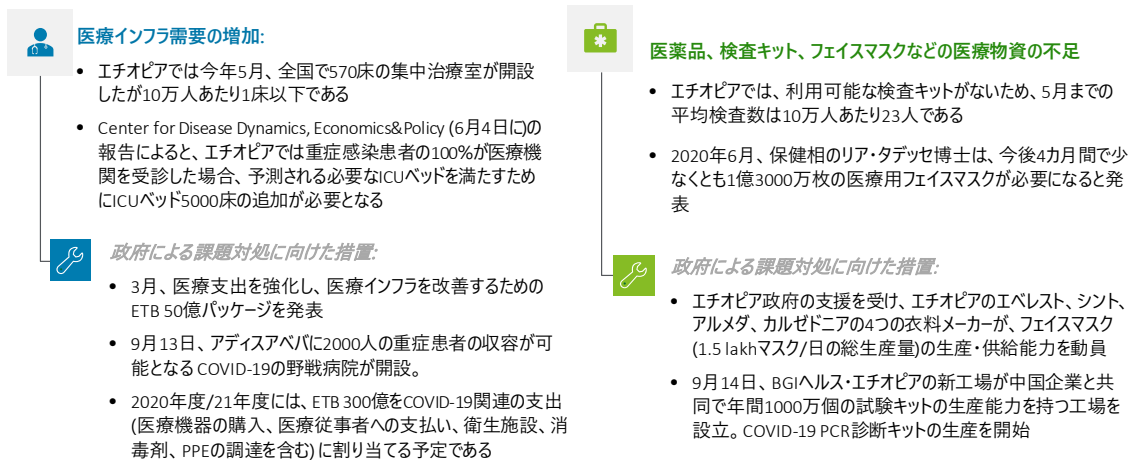 医療インフラ需要の増加:
• エチオピアでは今年5月、全国で570床の集中治療室が開設
したが10万人あたり1床以下である
• Center for Disease Dynamics, Economics&Policy (6月4日に)の
報告によると、エチオピアでは重症感染患者の100%が医療機
関を受診した場合、予測される必要なICUベッドを満たすため
にICUベッド5000床の追加が必要となる
政府による課題対処に向けた措置:
• 3月、医療支出を強化し、医療インフラを改善するための
ETB 50億パッケージを発表
• 9月13日、アディスアベバに2000人の重症患者の収容が可
能となる COVID-19の野戦病院が開設。
• 2020年度/21年度には、ETB 300億をCOVID-19関連の支出
(医療機器の購入、医療従事者への支払い、衛生施設、消
毒剤、PPEの調達を含む) に割り当てる予定である
医薬品、検査キット、フェイスマスクなどの医療物資の不足
• エチオピアでは、利用可能な検査キットがないため、5月までの
平均検査数は10万人あたり23人である
• 2020年6月、保健相のリア・タデッセ博士は、今後4カ月間で少
なくとも1億3000万枚の医療用フェイスマスクが必要になると発
表
政府による課題対処に向けた措置:
• エチオピア政府の支援を受け、エチオピアのエベレスト、シント、
アルメダ、カルゼドニアの4つの衣料メーカーが、フェイスマスク
(1.5 lakhマスク/日の総生産量)の生産・供給能力を動員
• 9月14日、BGIヘルス・エチオピアの新工場が中国企業と共
同で年間1000万個の試験キットの生産能力を持つ工場を
設立。COVID-19 PCR診断キットの生産を開始